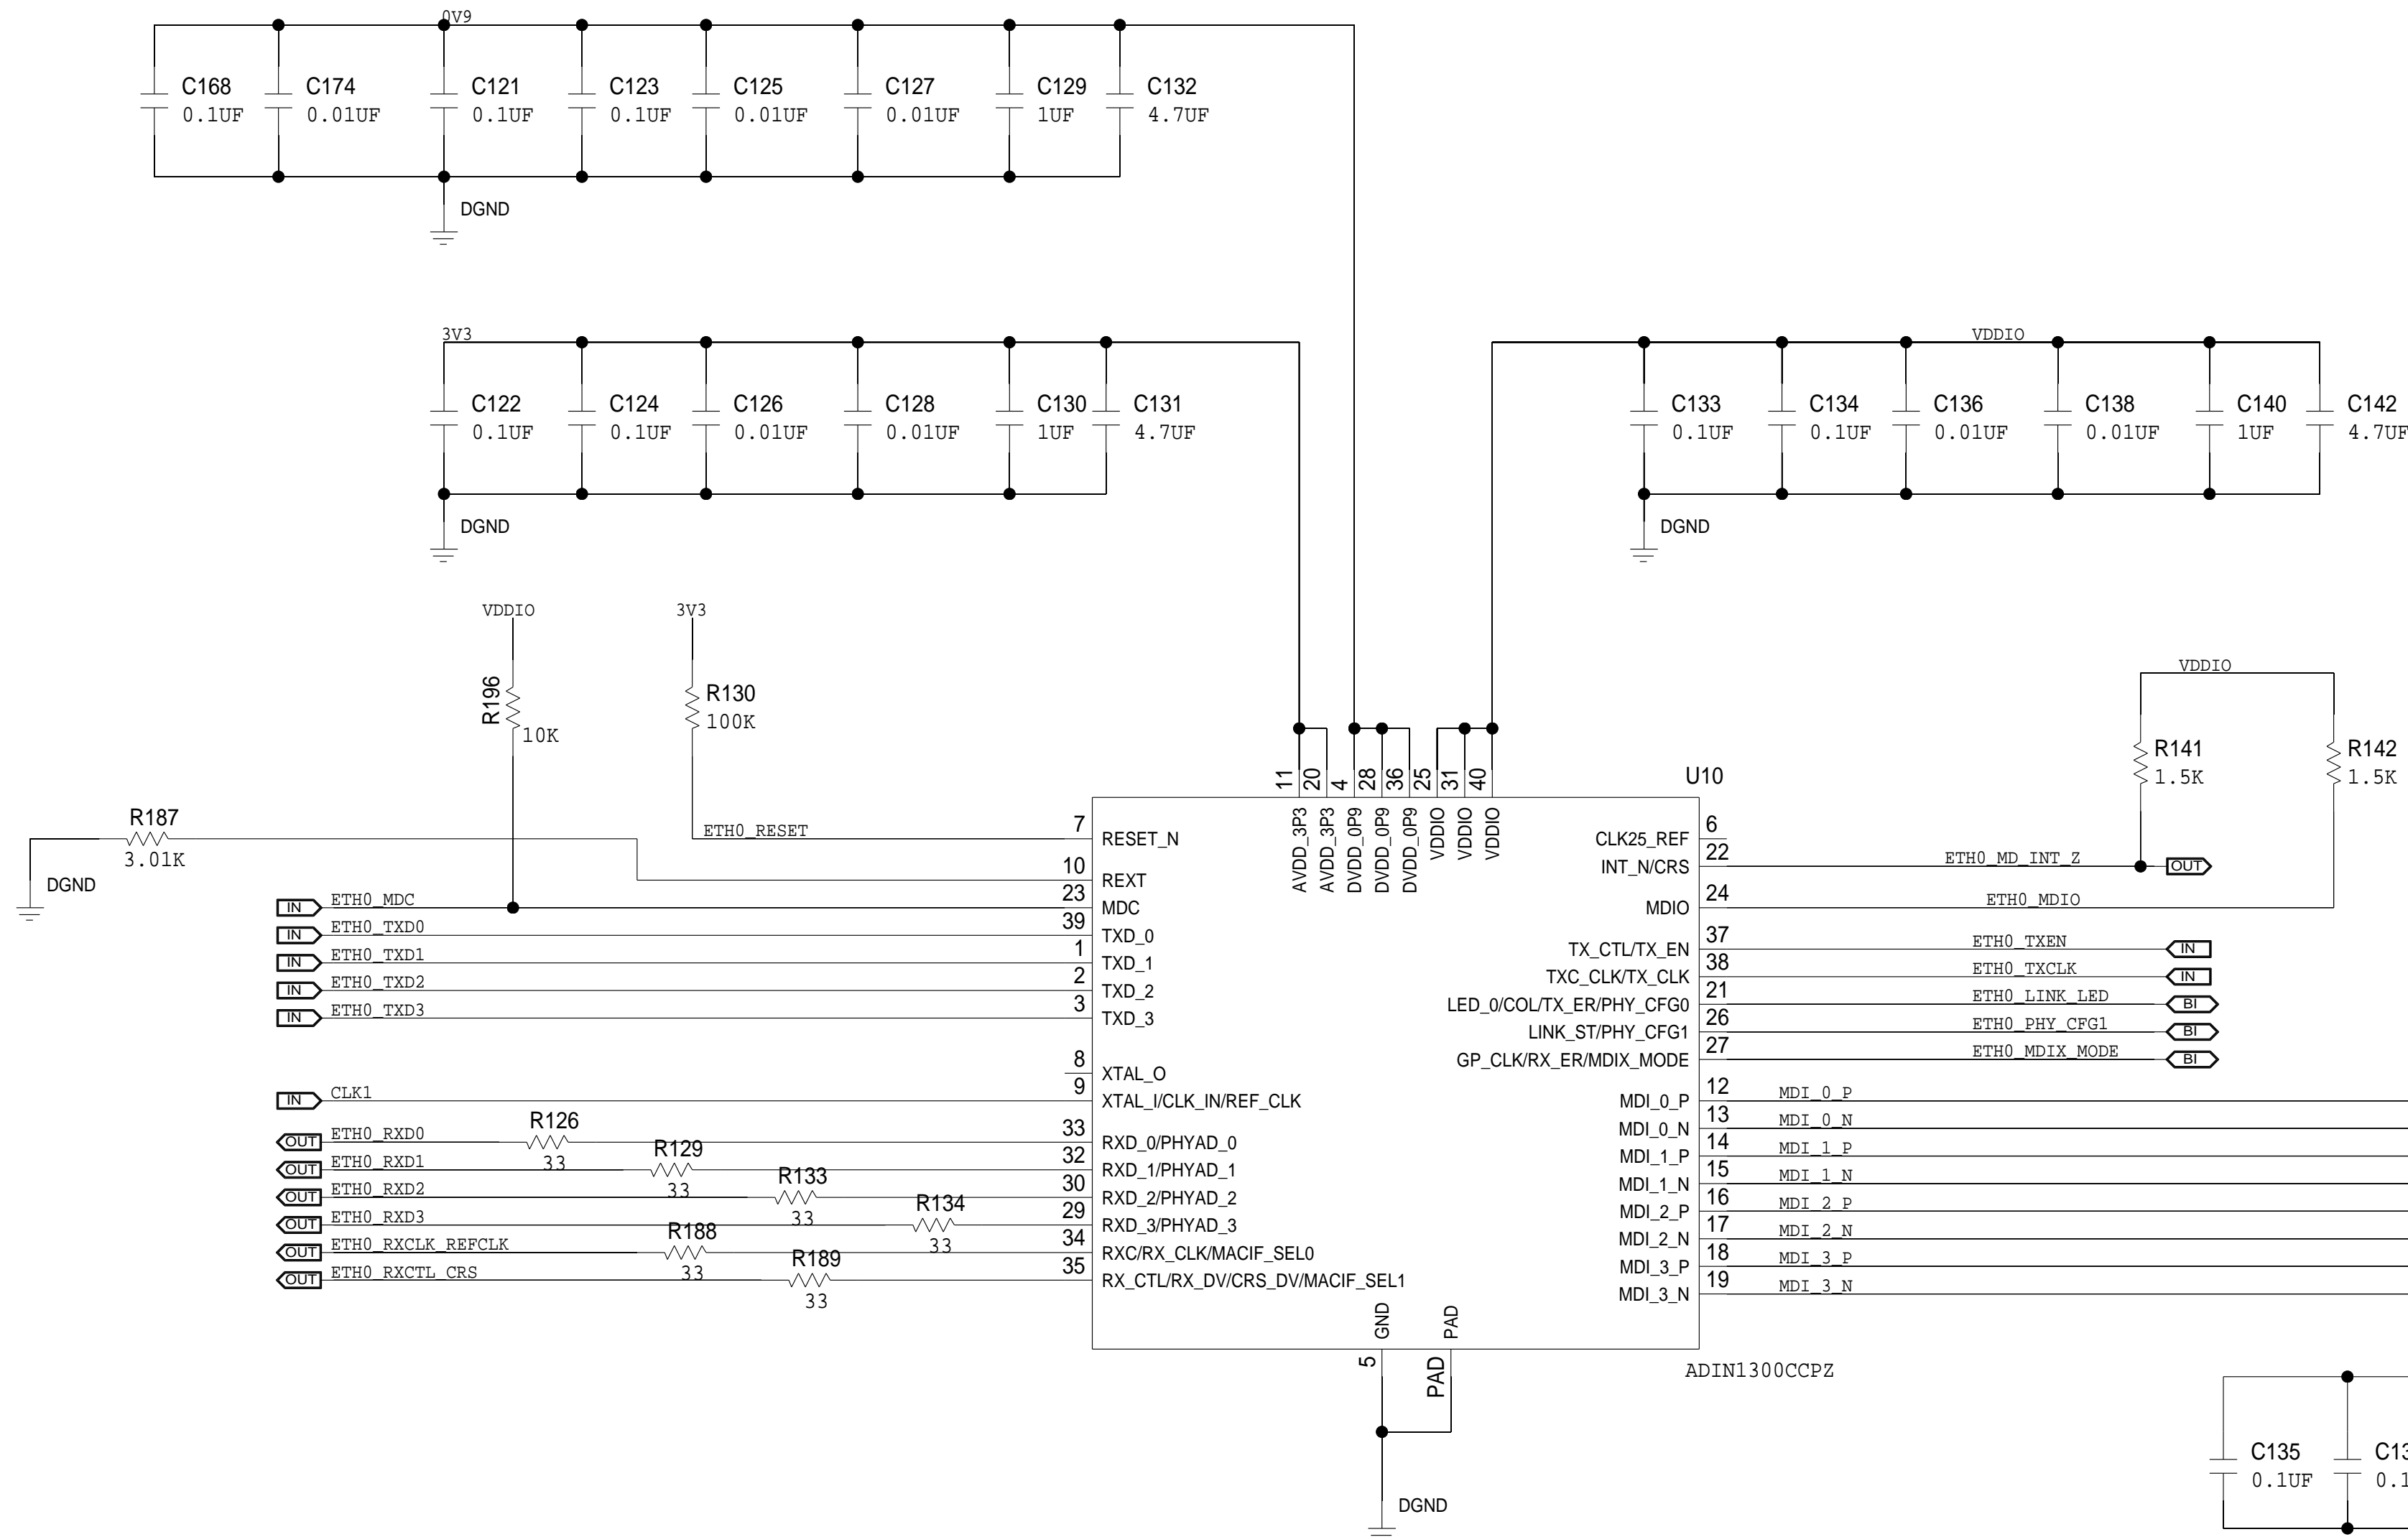 0V9
C168 C174 C121 C123 C125 C127 C129 C132
0.1UF 0.01UF 0.1UF 0.1UF 0.01UF 0.01UF 1UF 4.7UF
DGND
3V3 VDDIO
C122 C124 C126 C128 C130 C131 C133 C134 C136 C138 C140 C142
0.1UF 0.1UF 0.01UF 0.01UF 1UF 4.7UF 0.1UF 0.1UF 0.01UF 0.01UF 1UF 4.7UF
DGND DGND
VDDIO 3V3
VDDIO
R196 R130
10K 100K
R141 R142
1.5K 1.5K
U10
11 20 4 28 36 25 31 40
AVDD_3P3 AVDD_3P3 DVDD_0P9 DVDD_0P9 DVDD_0P9 VDDIO VDDIO VDDIO
R187
3.01K
DGND
ETH0_RESET 7 RESET_N
10 REXT
IN ETH0_MDC 23 MDC
IN ETH0_TXD0 39 TXD_0
IN ETH0_TXD1 1 TXD_1
IN ETH0_TXD2 2 TXD_2
IN ETH0_TXD3 3 TXD_3
8 XTAL_O
IN CLK1 9 XTAL_I/CLK_IN/REF_CLK
OUT ETH0_RXD0 R126 33 33 RXD_0/PHYAD_0
OUT ETH0_RXD1 R129 33 32 RXD_1/PHYAD_1
OUT ETH0_RXD2 R133 33 30 RXD_2/PHYAD_2
OUT ETH0_RXD3 R134 33 29 RXD_3/PHYAD_3
OUT ETH0_RXCLK_REFCLK R188 33 34 RXC/RX_CLK/MACIF_SEL0
OUT ETH0_RXCTL_CRS R189 33 35 RX_CTL/RX_DV/CRS_DV/MACIF_SEL1
CLK25_REF 6
INT_N/CRS 22 ETH0_MD_INT_Z OUT
MDIO 24 ETH0_MDIO
TX_CTL/TX_EN 37 ETH0_TXEN IN
TXC_CLK/TX_CLK 38 ETH0_TXCLK IN
LED_0/COL/TX_ER/PHY_CFG0 21 ETH0_LINK_LED BI
LINK_ST/PHY_CFG1 26 ETH0_PHY_CFG1 BI
GP_CLK/RX_ER/MDIX_MODE 27 ETH0_MDIX_MODE BI
MDI_0_P 12 MDI_0_P
MDI_0_N 13 MDI_0_N
MDI_1_P 14 MDI_1_P
MDI_1_N 15 MDI_1_N
MDI_2_P 16 MDI_2_P
MDI_2_N 17 MDI_2_N
MDI_3_P 18 MDI_3_P
MDI_3_N 19 MDI_3_N
GND PAD
5 PAD
ADIN1300CCPZ
DGND
C135
0.1UF